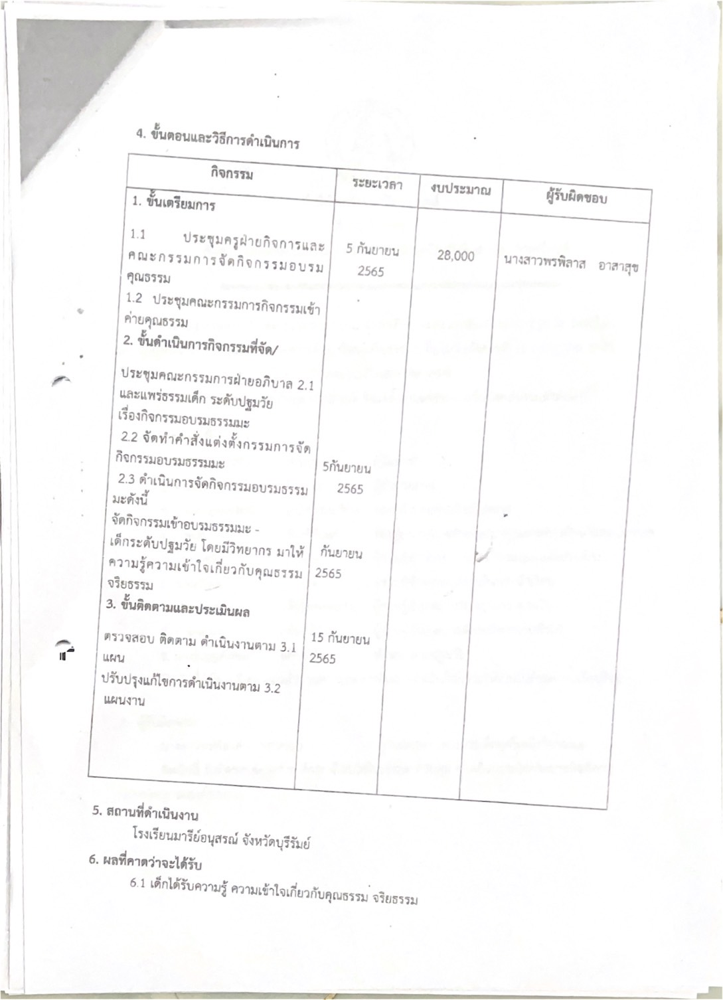 4. ขั้นตอนและวิธีการดำเนินการ
กิจกรรม ระยะเวลา งบประมาณ ผู้รับผิดชอบ
1. ขั้นเตรียมการ
1.1 ประชุมครูฝ่ายกิจการและ
คณะกรรมการจัดกิจกรรมอบรม
คุณธรรม
5 กันยายน
2565
28,000
นางสาวพรพิลาส อาสาสุข
1.2 ประชุมคณะกรรมการกิจกรรมเข้า
ค่ายคุณธรรม
2. ขั้นดำเนินการกิจกรรมที่จัด/
ประชุมคณะกรรมการฝ่ายอภิบาล 2.1
และแพร่ธรรมเด็ก ระดับปฐมวัย
เรื่องกิจกรรมอบรมธรรมมะ
2.2 จัดทำคำสั่งแต่งตั้งกรรมการจัด
กิจกรรมอบรมธรรมมะ
5กันยายน
2565
2.3 ดำเนินการจัดกิจกรรมอบรมธรรม
มะดังนี้
จัดกิจกรรมเข้าอบรมธรรมมะ -
เด็กระดับปฐมวัย โดยมีวิทยากร มาให้
ความรู้ความเข้าใจเกี่ยวกับคุณธรรม
จริยธรรม
กันยายน
2565
3. ขั้นติดตามและประเมินผล
ตรวจสอบ ติดตาม ดำเนินงานตาม 3.1
แผน
15 กันยายน
2565
ปรับปรุงแก้ไขการดำเนินงานตาม 3.2
แผนงาน
5. สถานที่ดำเนินงาน
โรงเรียนมารีย์อนุสรณ์ จังหวัดบุรีรัมย์
6. ผลที่คาดว่าจะได้รับ
6.1 เด็กได้รับความรู้ ความเข้าใจเกี่ยวกับคุณธรรม จริยธรรม